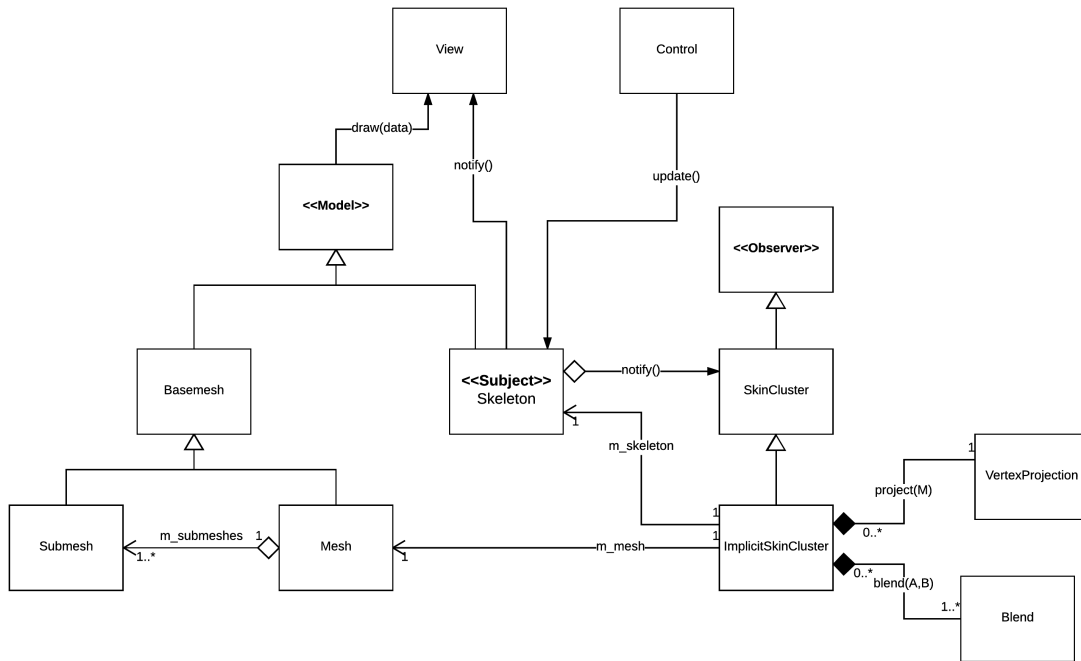 View
Control
draw(data)
notify()
update()
<<Model>>
<<Observer>>
Basemesh
<<Subject>>
Skeleton
notify()
SkinCluster
1
m_skeleton
1
VertexProjection
project(M)
1
0..*
Submesh
m_submeshes
1
1..*
Mesh
1
m_mesh
1
ImplicitSkinCluster
0..*
blend(A,B)
1..*
Blend